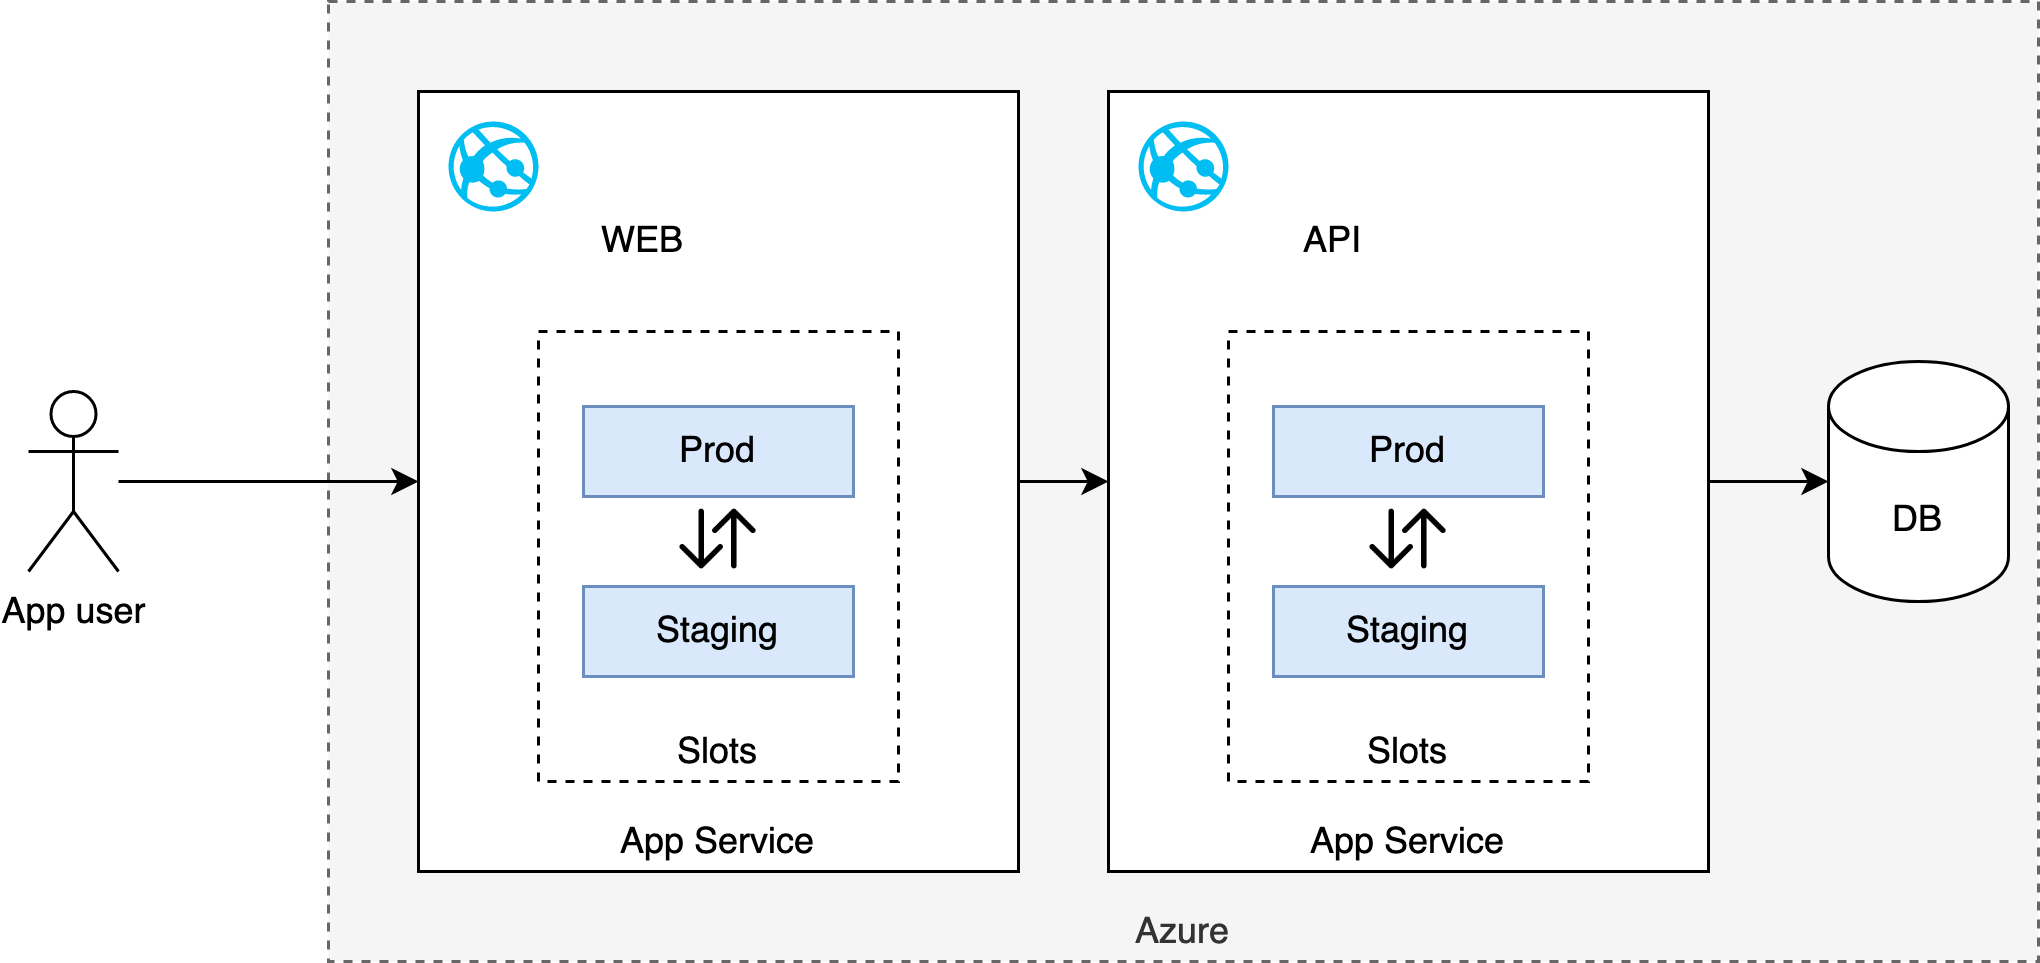 App user
WEB
Prod
Staging
Slots
App Service
API
Prod
Staging
Slots
App Service
DB
Azure